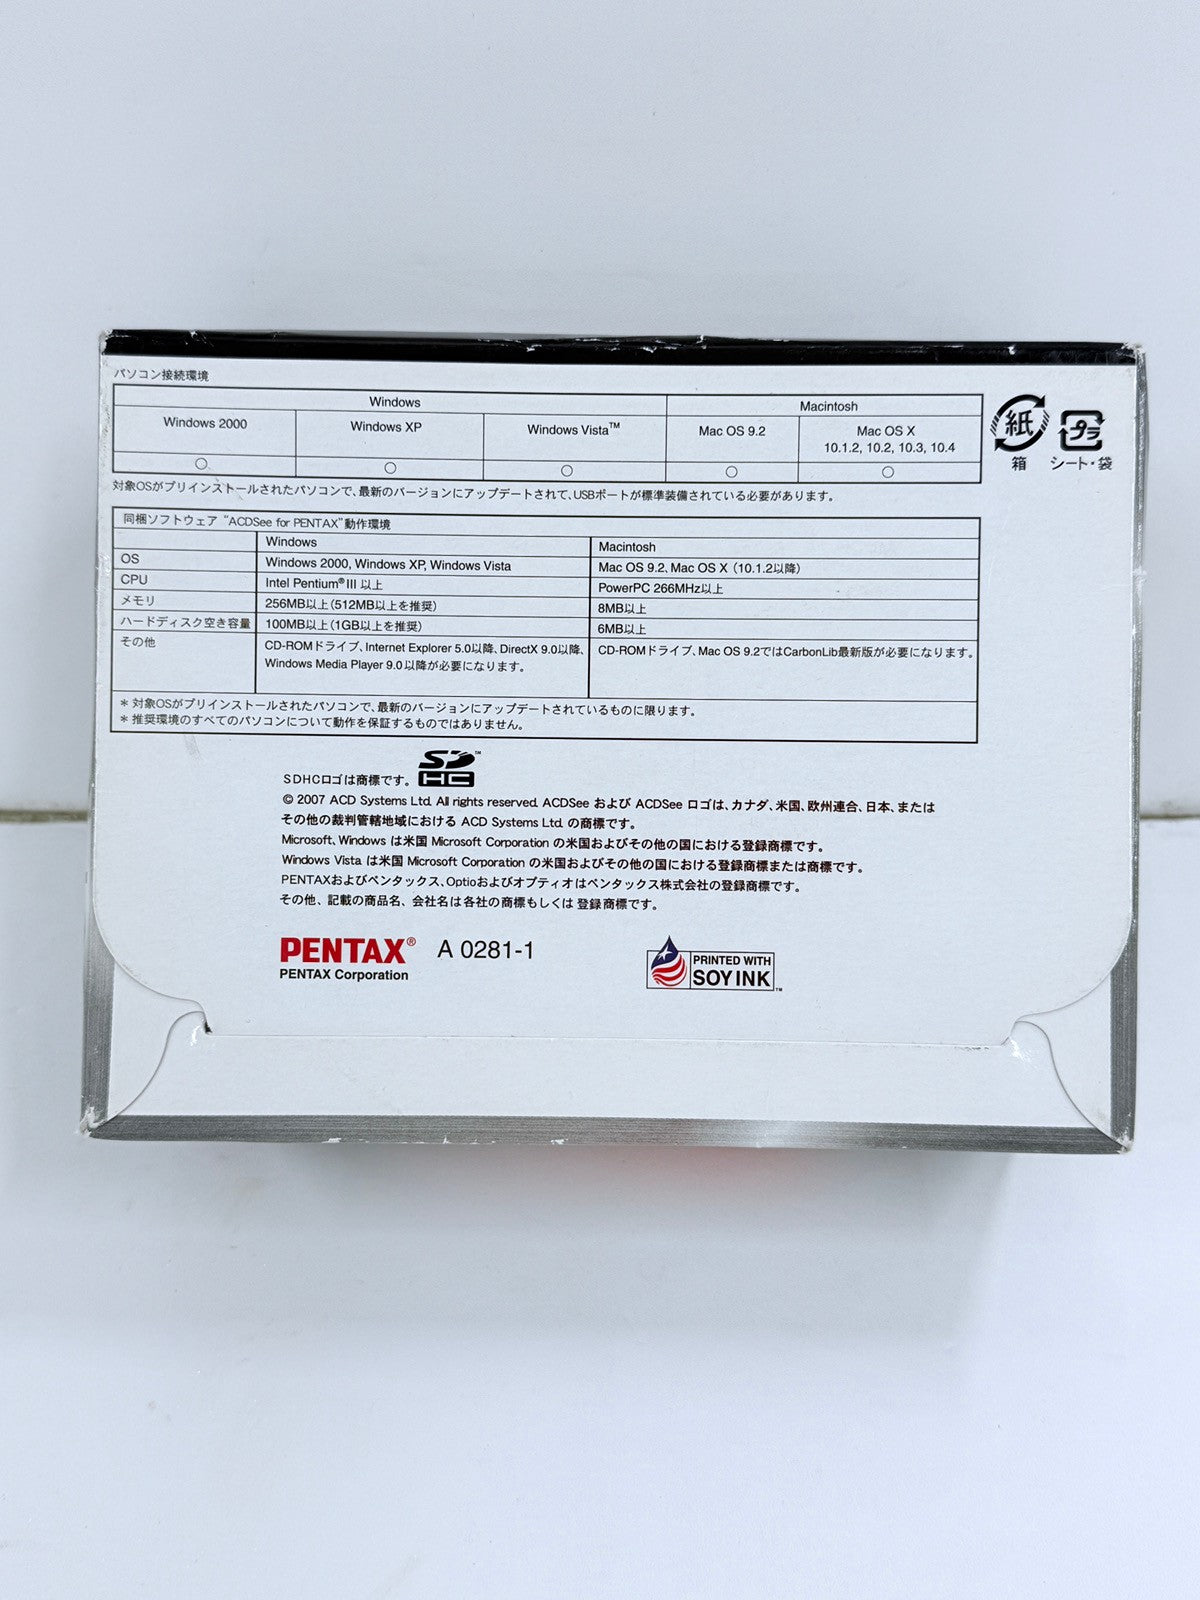 パソコン接続環境
Windows Macintosh
Windows 2000 Windows XP Windows Vista™ Mac OS 9.2 Mac OS X
10.1.2, 10.2, 10.3, 10.4
○ ○ ○ ○ ○
対象OSがプリインストールされたパソコンで、最新のバージョンにアップデートされて、USBポートが標準装備されている必要があります。
紙 プラ
箱 シート・袋
同梱ソフトウェア "ACDSee for PENTAX"動作環境
Windows Macintosh
OS Windows 2000, Windows XP, Windows Vista Mac OS 9.2、Mac OS X (10.1.2以降)
CPU Intel Pentium®III 以上 PowerPC 266MHz以上
メモリ 256MB以上(512MB以上を推奨) 8MB以上
ハードディスク空き容量 100MB以上(1GB以上を推奨) 6MB以上
その他 CD-ROMドライブ、Internet Explorer 5.0以降、DirectX 9.0以降、 CD-ROMドライブ、Mac OS 9.2ではCarbonLib最新版が必要になります。
Windows Media Player 9.0以降が必要になります。
* 対象OSがプリインストールされたパソコンで、最新のバージョンにアップデートされているものに限ります。
* 推奨環境のすべてのパソコンについて動作を保証するものではありません。
SDHCロゴは商標です。 SD™ HC
© 2007 ACD Systems Ltd. All rights reserved. ACDSee および ACDSee ロゴは、カナダ、米国、欧州連合、日本、または
その他の裁判管轄地域における ACD Systems Ltd. の商標です。
Microsoft、Windows は米国 Microsoft Corporation の米国およびその他の国における登録商標です。
Windows Vista は米国 Microsoft Corporation の米国およびその他の国における登録商標または商標です。
PENTAXおよびペンタックス、Optioおよびオプティオはペンタックス株式会社の登録商標です。
その他、記載の商品名、会社名は各社の商標もしくは 登録商標です。
PENTAX® A 0281-1
PENTAX Corporation
PRINTED WITH
SOY INK™